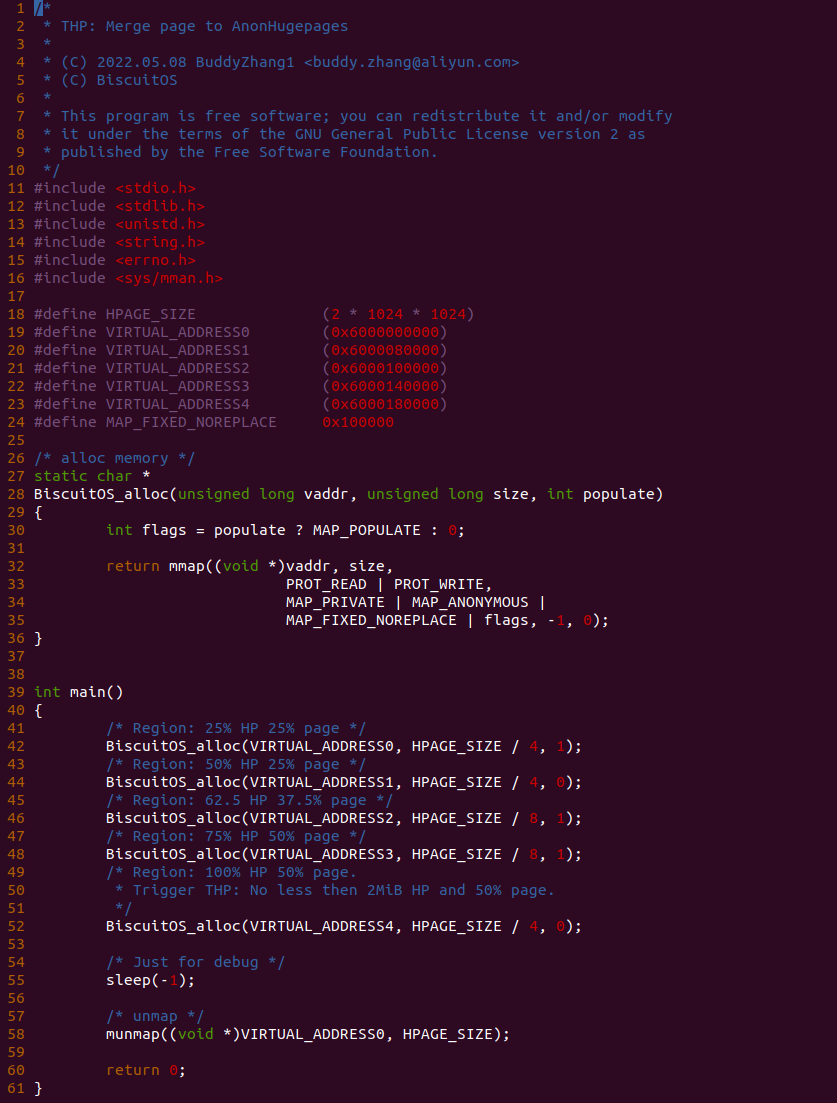 1 /*
2  * THP: Merge page to AnonHugepages
3  *
4  * (C) 2022.05.08 BuddyZhang1 <buddy.zhang@aliyun.com>
5  * (C) BiscuitOS
6  *
7  * This program is free software; you can redistribute it and/or modify
8  * it under the terms of the GNU General Public License version 2 as
9  * published by the Free Software Foundation.
10  */
11 #include <stdio.h>
12 #include <stdlib.h>
13 #include <unistd.h>
14 #include <string.h>
15 #include <errno.h>
16 #include <sys/mman.h>
17
18 #define HPAGE_SIZE              (2 * 1024 * 1024)
19 #define VIRTUAL_ADDRESS0        (0x6000000000)
20 #define VIRTUAL_ADDRESS1        (0x6000080000)
21 #define VIRTUAL_ADDRESS2        (0x6000100000)
22 #define VIRTUAL_ADDRESS3        (0x6000140000)
23 #define VIRTUAL_ADDRESS4        (0x6000180000)
24 #define MAP_FIXED_NOREPLACE     0x100000
25
26 /* alloc memory */
27 static char *
28 BiscuitOS_alloc(unsigned long vaddr, unsigned long size, int populate)
29 {
30         int flags = populate ? MAP_POPULATE : 0;
31
32         return mmap((void *)vaddr, size,
33                             PROT_READ | PROT_WRITE,
34                             MAP_PRIVATE | MAP_ANONYMOUS |
35                             MAP_FIXED_NOREPLACE | flags, -1, 0);
36 }
37
38
39 int main()
40 {
41         /* Region: 25% HP 25% page */
42         BiscuitOS_alloc(VIRTUAL_ADDRESS0, HPAGE_SIZE / 4, 1);
43         /* Region: 50% HP 25% page */
44         BiscuitOS_alloc(VIRTUAL_ADDRESS1, HPAGE_SIZE / 4, 0);
45         /* Region: 62.5 HP 37.5% page */
46         BiscuitOS_alloc(VIRTUAL_ADDRESS2, HPAGE_SIZE / 8, 1);
47         /* Region: 75% HP 50% page */
48         BiscuitOS_alloc(VIRTUAL_ADDRESS3, HPAGE_SIZE / 8, 1);
49         /* Region: 100% HP 50% page.
50          * Trigger THP: No less then 2MiB HP and 50% page.
51          */
52         BiscuitOS_alloc(VIRTUAL_ADDRESS4, HPAGE_SIZE / 4, 0);
53
54         /* Just for debug */
55         sleep(-1);
56
57         /* unmap */
58         munmap((void *)VIRTUAL_ADDRESS0, HPAGE_SIZE);
59
60         return 0;
61 }